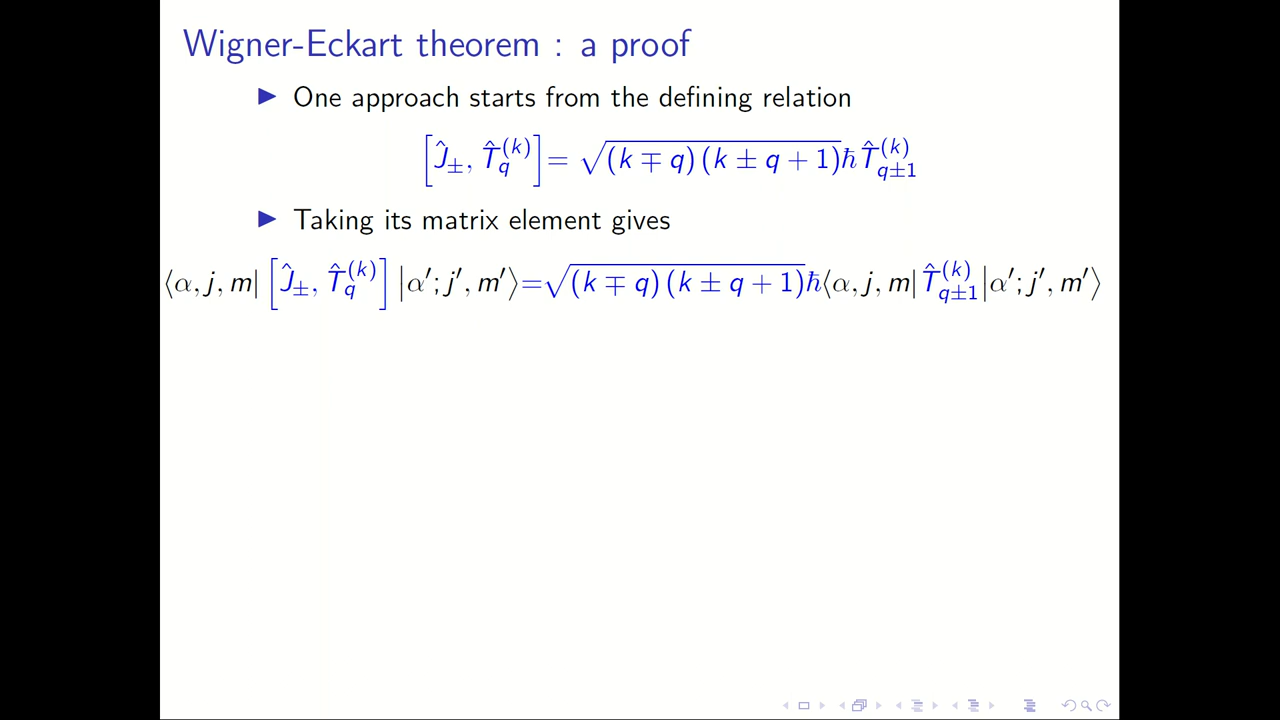 Wigner-Eckart theorem : a proof
▶ One approach starts from the defining relation
[Ĵ±, T̂q(k)] = √(k ∓ q) (k ± q + 1)ħT̂q±1(k)
▶ Taking its matrix element gives
⟨α, j, m| [Ĵ±, T̂q(k)] |α′; j′, m′⟩=√(k ∓ q) (k ± q + 1)ħ⟨α, j, m| T̂q±1(k) |α′; j′, m′⟩